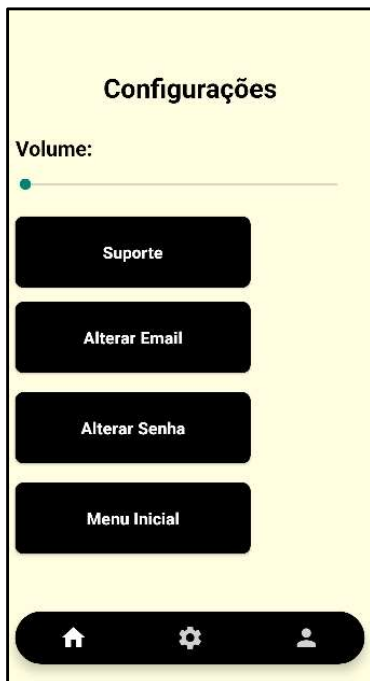 Configurações
Volume:
Suporte
Alterar Email
Alterar Senha
Menu Inicial